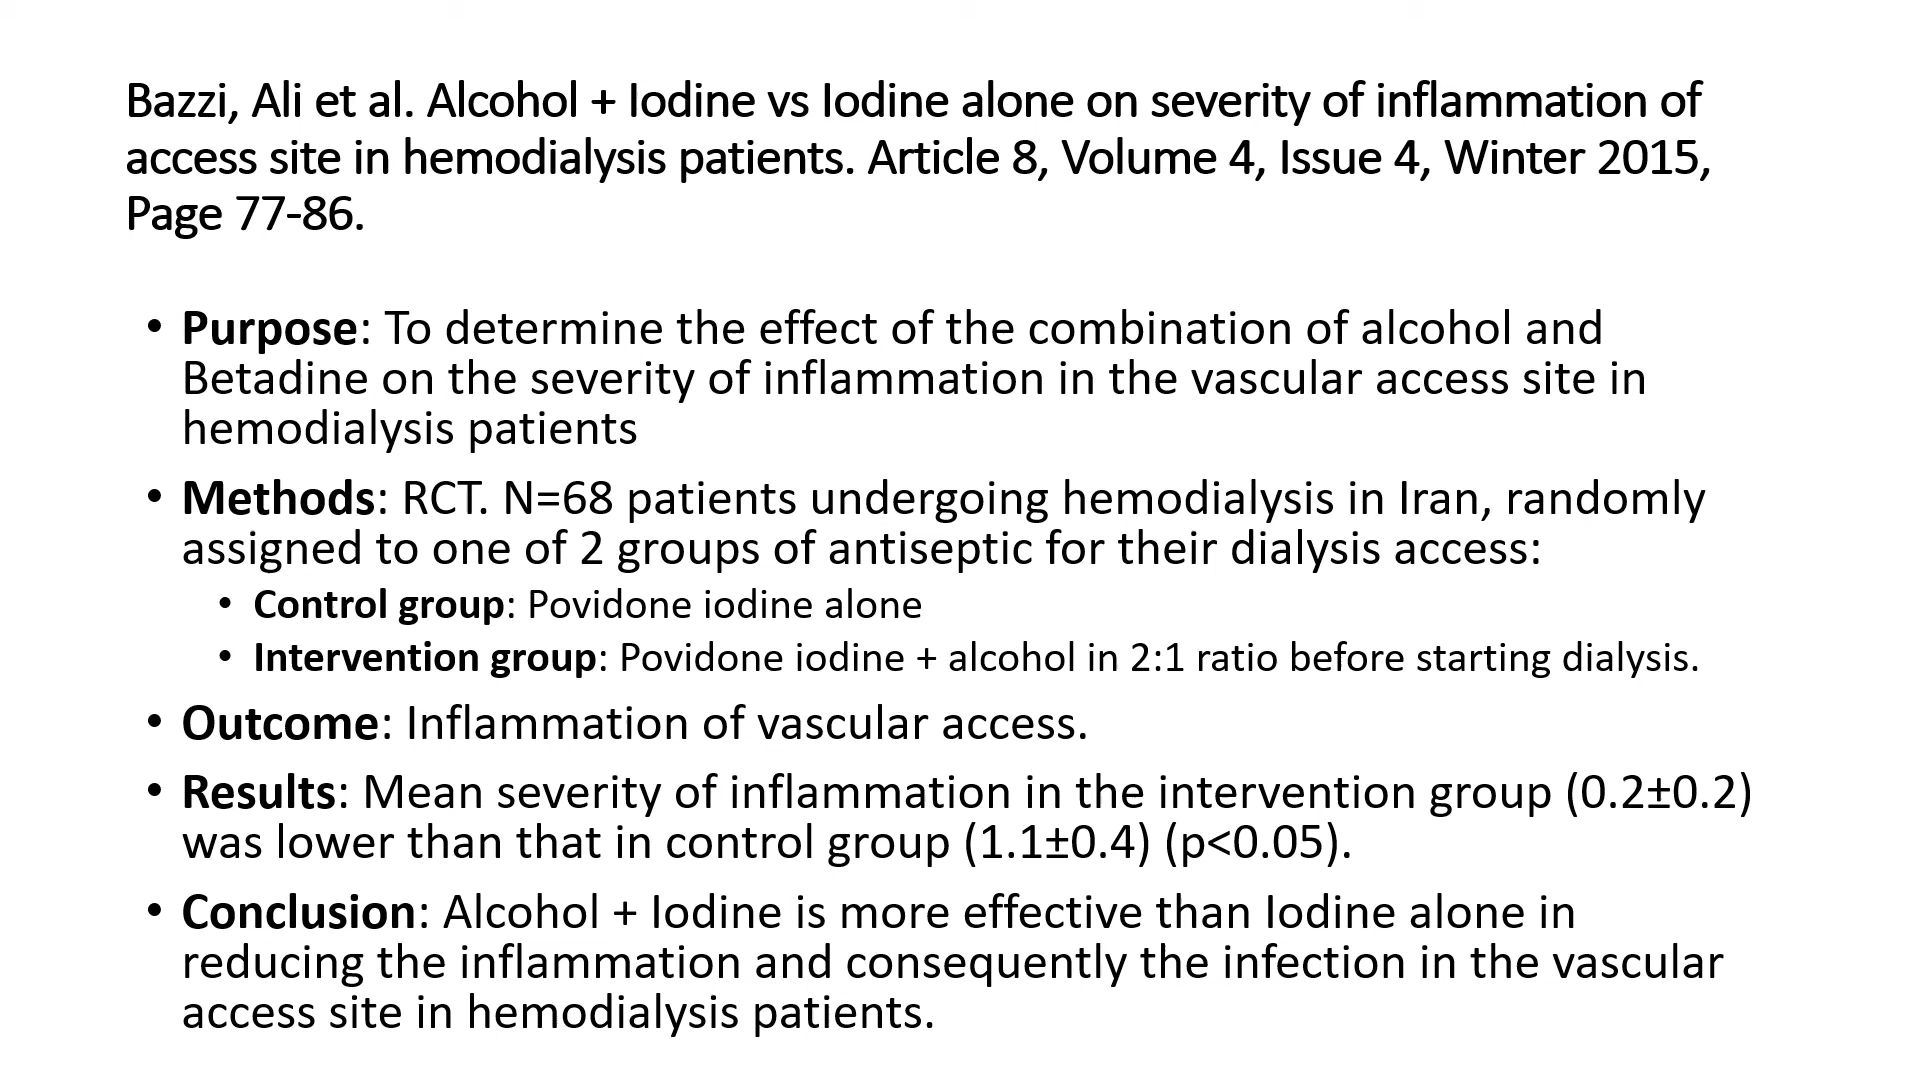 Bazzi, Ali et al. Alcohol + Iodine vs Iodine alone on severity of inflammation of
access site in hemodialysis patients. Article 8, Volume 4, Issue 4, Winter 2015,
Page 77-86.
• Purpose: To determine the effect of the combination of alcohol and
Betadine on the severity of inflammation in the vascular access site in
hemodialysis patients
• Methods: RCT. N=68 patients undergoing hemodialysis in Iran, randomly
assigned to one of 2 groups of antiseptic for their dialysis access:
• Control group: Povidone iodine alone
• Intervention group: Povidone iodine + alcohol in 2:1 ratio before starting dialysis.
• Outcome: Inflammation of vascular access.
• Results: Mean severity of inflammation in the intervention group (0.2±0.2)
was lower than that in control group (1.1±0.4) (p<0.05).
• Conclusion: Alcohol + Iodine is more effective than Iodine alone in
reducing the inflammation and consequently the infection in the vascular
access site in hemodialysis patients.